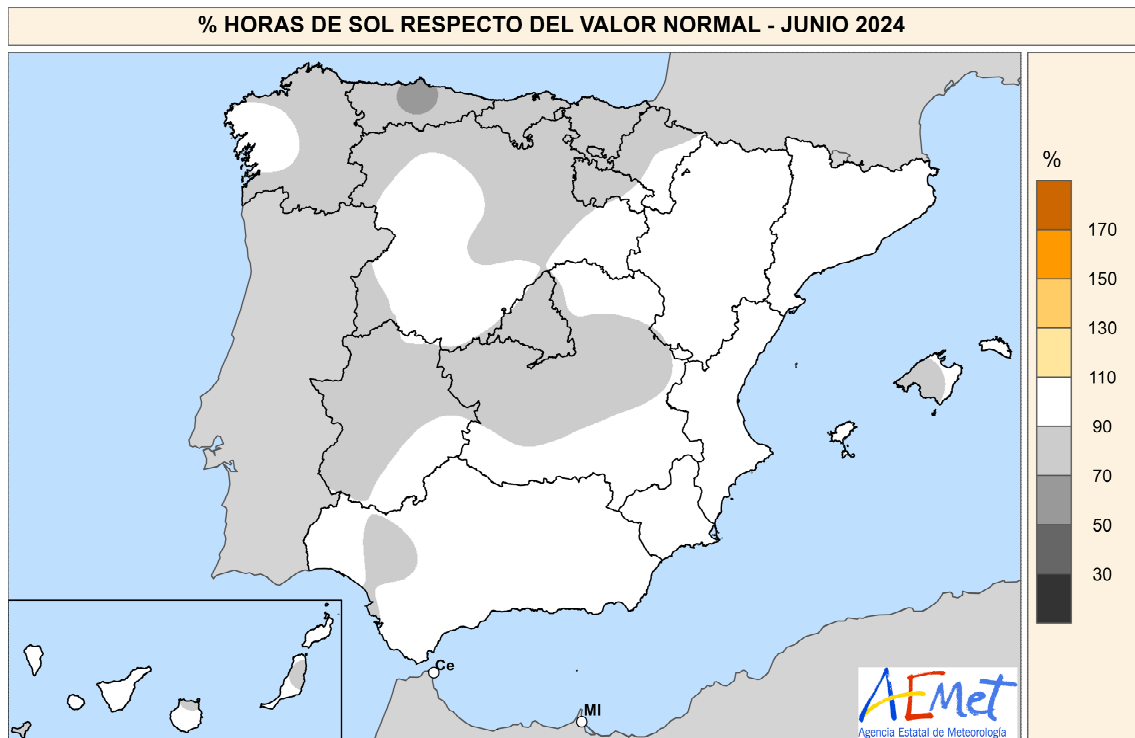 % HORAS DE SOL RESPECTO DEL VALOR NORMAL - JUNIO 2024
%
170
150
130
110
90
70
50
30
Ce
Ml
AEMet
Agencia Estatal de Meteorología